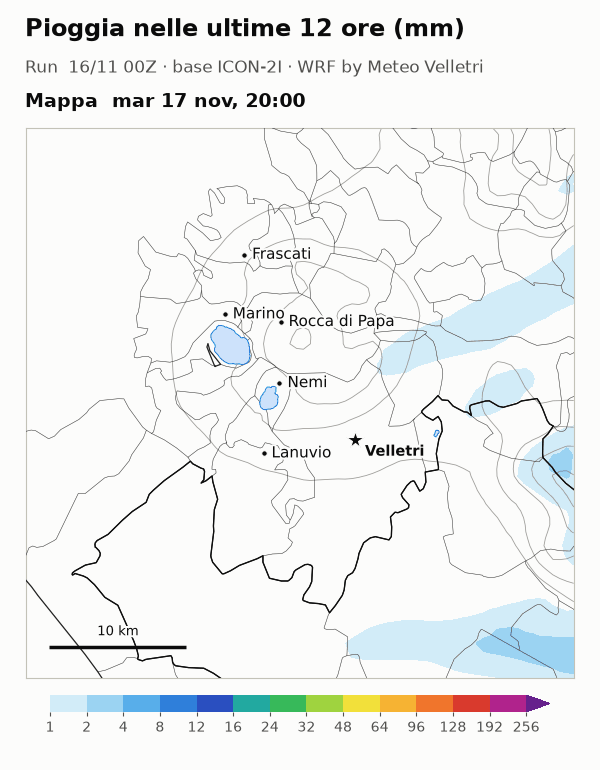 Pioggia nelle ultime 12 ore (mm)
Run  16/11 00Z · base ICON-2I · WRF by Meteo Velletri
Mappa  mar 17 nov, 20:00
Frascati
Marino
Rocca di Papa
Nemi
Velletri
Lanuvio
10 km
1 2 4 8 12 16 24 32 48 64 96 128 192 256